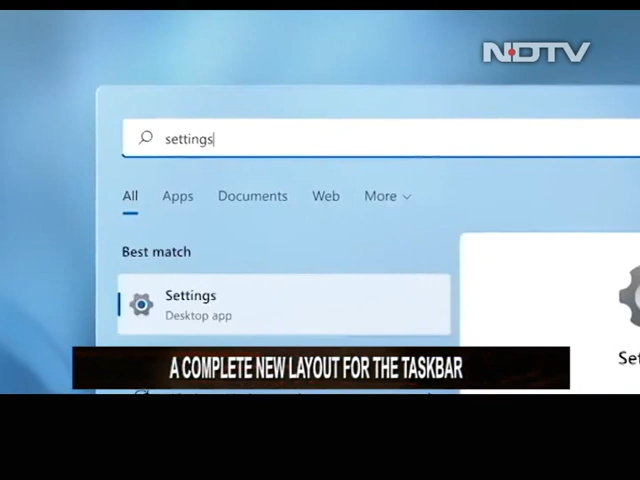 NDTV
settings
All Apps Documents Web More
Best match
Settings
Desktop app
A COMPLETE NEW LAYOUT FOR THE TASKBAR